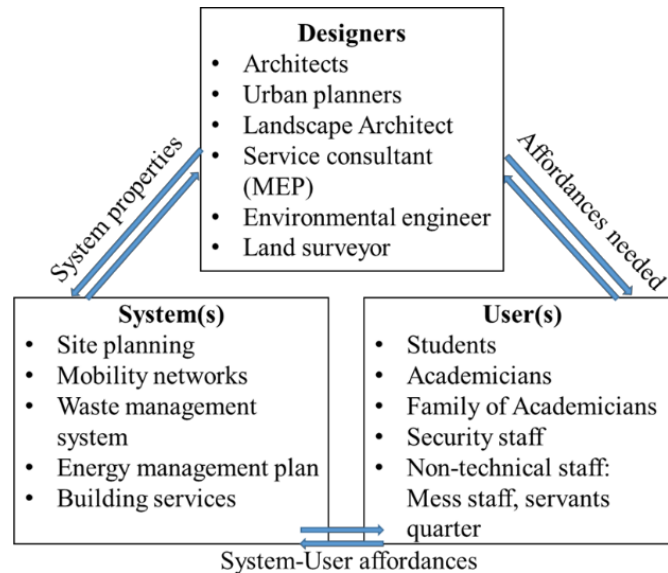 Designers
• Architects
• Urban planners
• Landscape Architect
• Service consultant
(MEP)
• Environmental engineer
• Land surveyor
System properties
Affordances needed
System(s)
• Site planning
• Mobility networks
• Waste management
system
• Energy management plan
• Building services
User(s)
• Students
• Academicians
• Family of Academicians
• Security staff
• Non-technical staff:
Mess staff, servants
quarter
System-User affordances